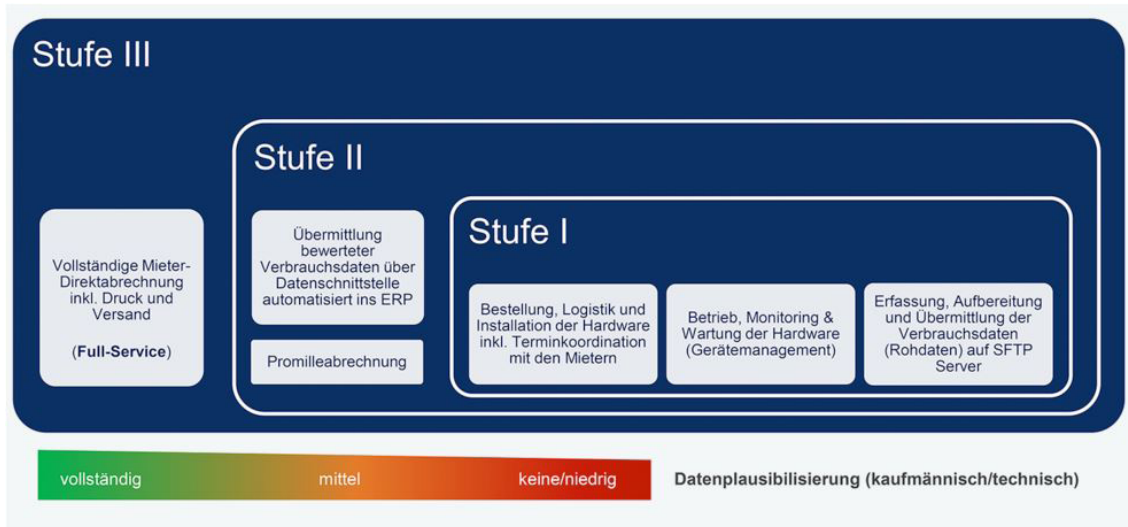 Stufe III
Stufe II
Stufe I
Vollständige Mieter-
Direktabrechnung
inkl. Druck und
Versand
(Full-Service)
Übermittlung
bewerteter
Verbrauchsdaten über
Datenschnittstelle
automatisiert ins ERP
Promilleabrechnung
Bestellung, Logistik und
Installation der Hardware
inkl. Terminkoordination
mit den Mietern
Betrieb, Monitoring &
Wartung der Hardware
(Gerätemanagement)
Erfassung, Aufbereitung
und Übermittlung der
Verbrauchsdaten
(Rohdaten) auf SFTP
Server
vollständig
mittel
keine/niedrig
Datenplausibilisierung (kaufmännisch/technisch)